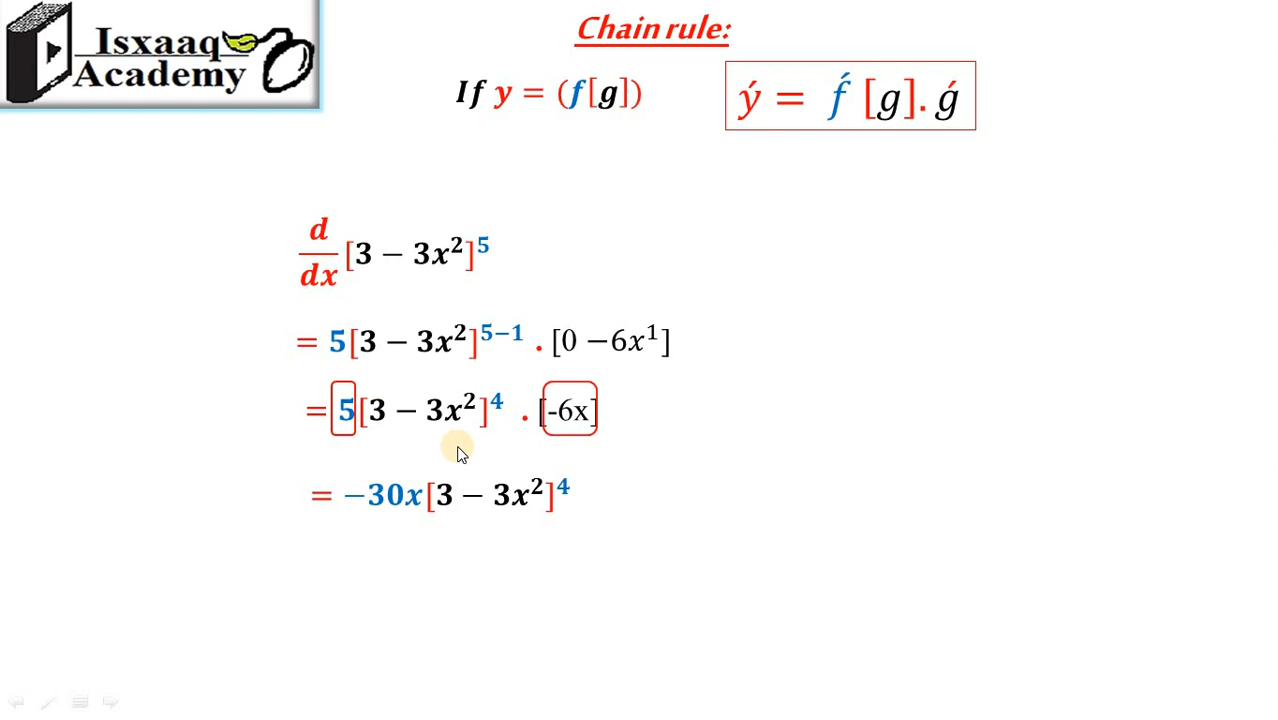 Isxaaq
Academy
Chain rule:
If y = (f[g])
ý = f́ [g]. ǵ
d/dx [3 − 3x²]⁵
= 5[3 − 3x²]⁵⁻¹ . [0 −6x¹]
= 5[3 − 3x²]⁴ . [-6x]
= −30x[3 − 3x²]⁴